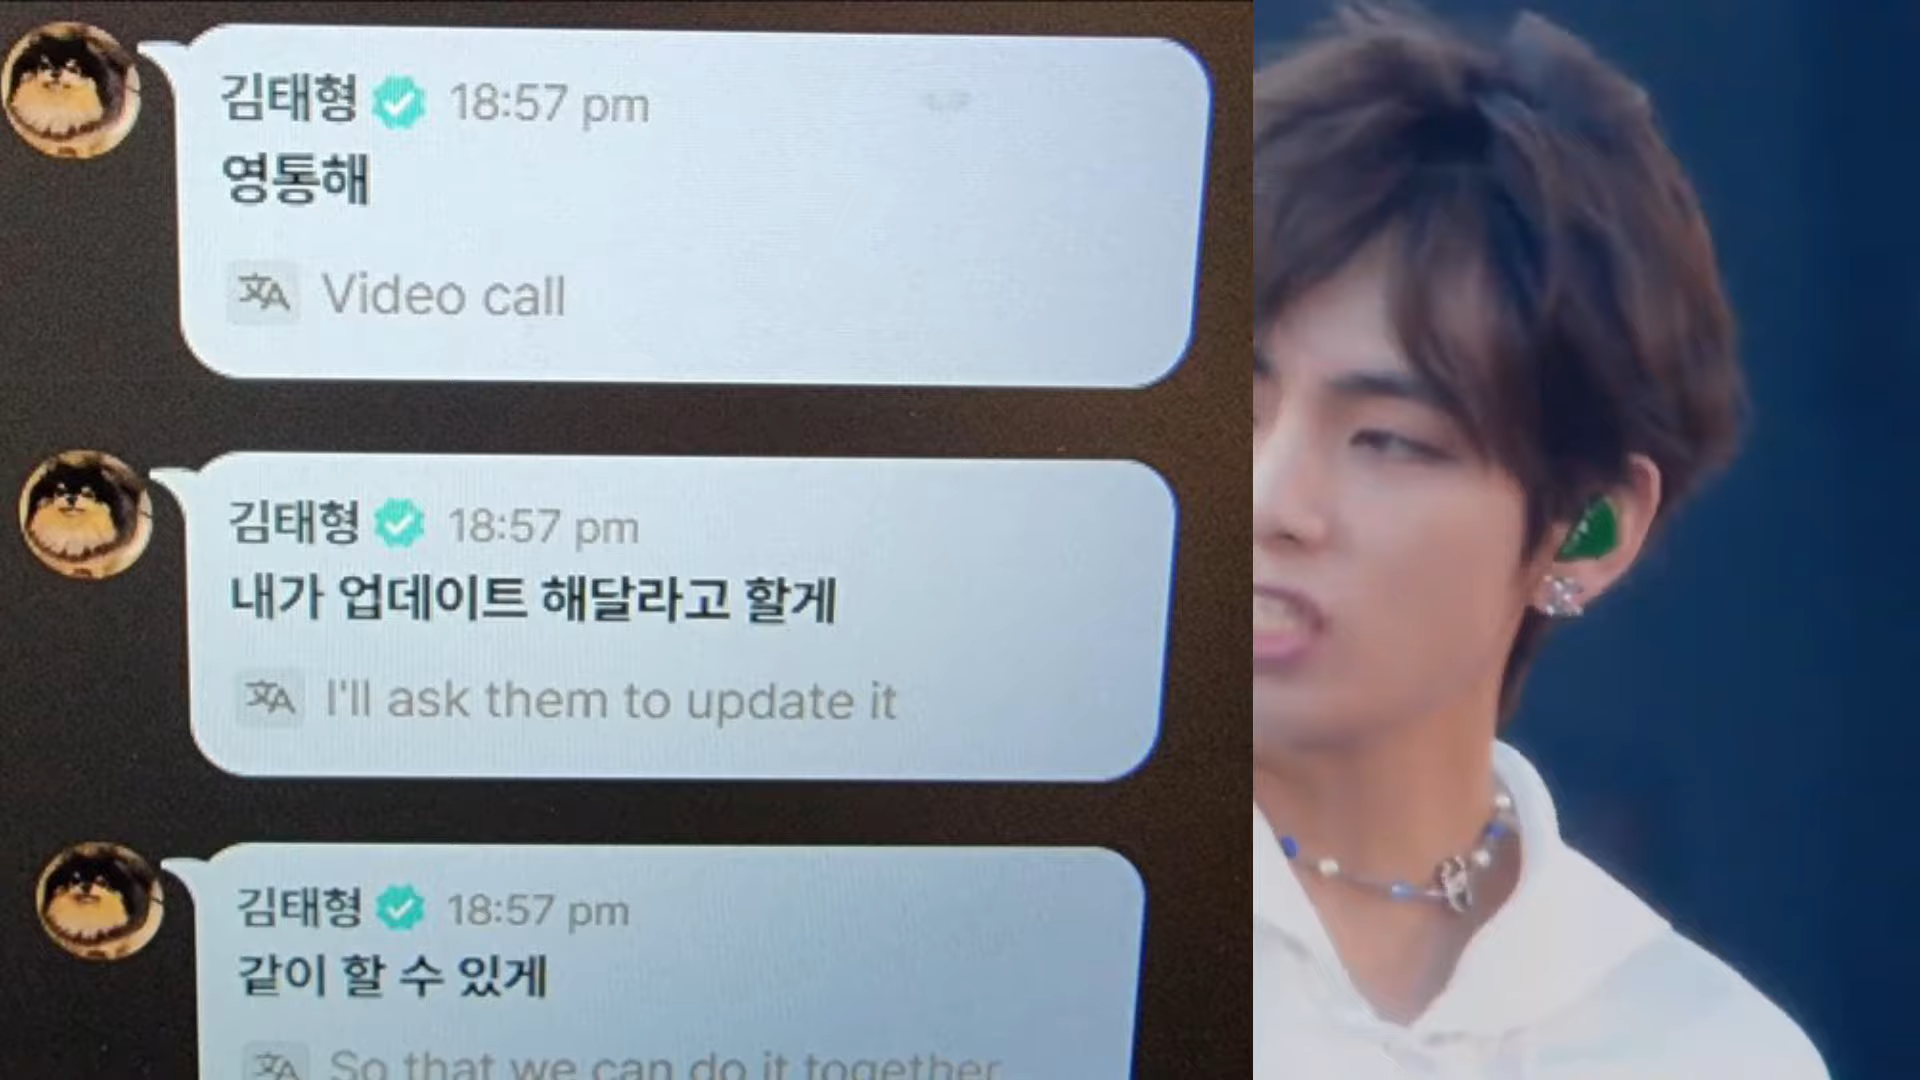 김태형 18:57 pm
영통해
Video call
김태형 18:57 pm
내가 업데이트 해달라고 할게
I'll ask them to update it
김태형 18:57 pm
같이 할 수 있게
So that we can do it together